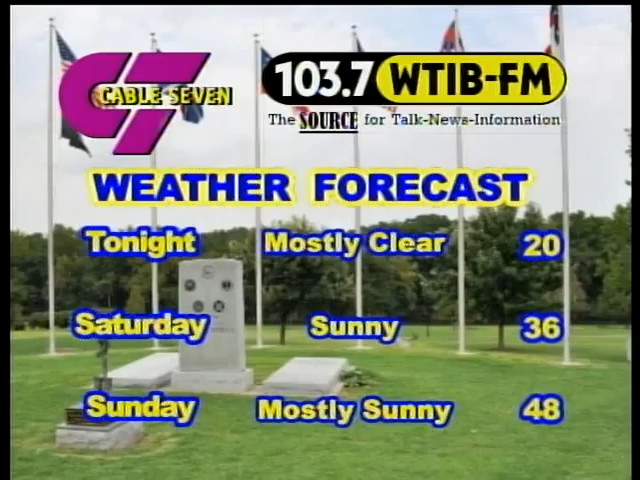 C7
CABLE SEVEN
103.7 WTIB-FM
The SOURCE for Talk-News-Information
WEATHER FORECAST
Tonight Mostly Clear 20
Saturday Sunny 36
Sunday Mostly Sunny 48